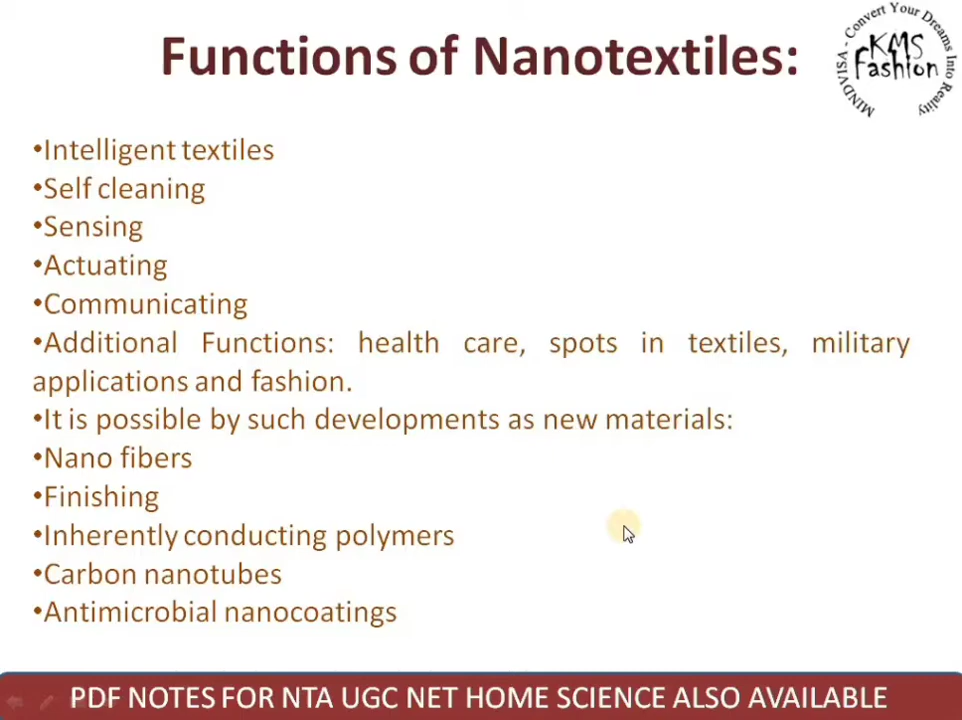 Functions of Nanotextiles:
MINDVISA - Convert Your Dreams Into Reality
KMS
Fashion
•Intelligent textiles
•Self cleaning
•Sensing
•Actuating
•Communicating
•Additional Functions: health care, spots in textiles, military
applications and fashion.
•It is possible by such developments as new materials:
•Nano fibers
•Finishing
•Inherently conducting polymers
•Carbon nanotubes
•Antimicrobial nanocoatings
PDF NOTES FOR NTA UGC NET HOME SCIENCE ALSO AVAILABLE